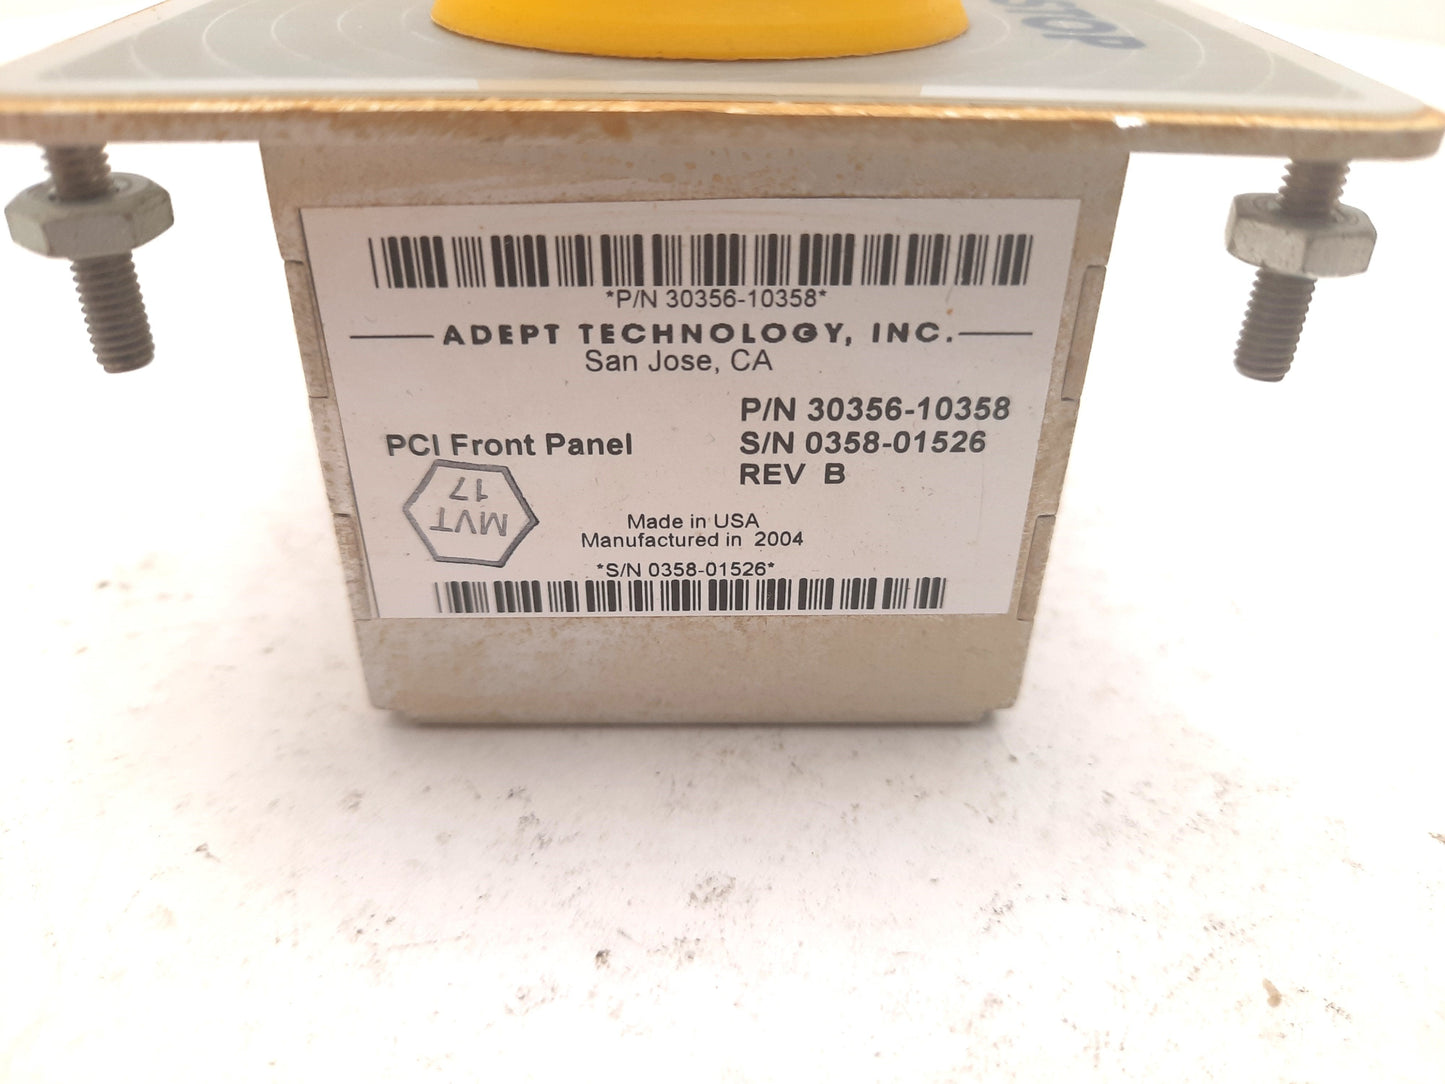 STOP
*P/N 30356-10358*
ADEPT TECHNOLOGY, INC.
San Jose, CA
P/N 30356-10358
PCI Front Panel
S/N 0358-01526
REV B
MVT
17
Made in USA
Manufactured in 2004
*S/N 0358-01526*